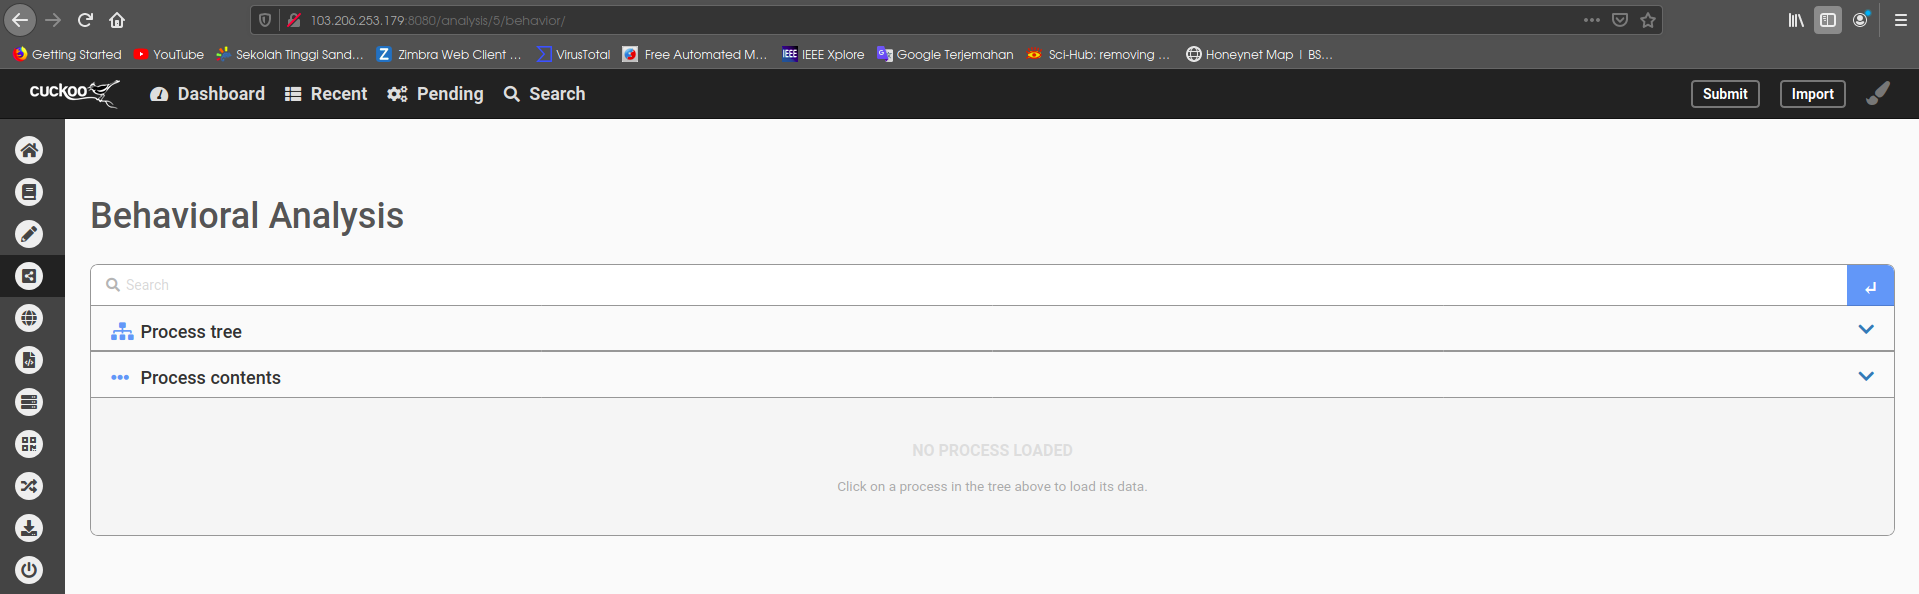 103.206.253.179:8080/analysis/5/behavior/
Getting Started YouTube Sekolah Tinggi Sand... Zimbra Web Client ... VirusTotal Free Automated M... IEEE IEEE Xplore Google Terjemahan Sci-Hub: removing ... Honeynet Map | BS...
cuckoo Dashboard Recent Pending Search Submit Import
Behavioral Analysis
Search
Process tree
Process contents
NO PROCESS LOADED
Click on a process in the tree above to load its data.